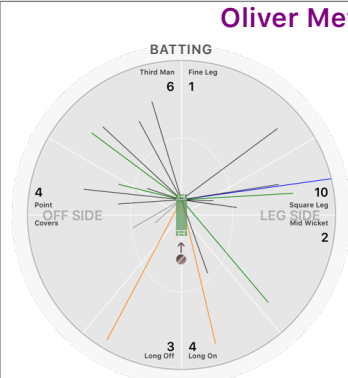 Oliver Met
BATTING
Third Man
6
Fine Leg
1
4
Point
Covers
OFF SIDE
10
Square Leg
LEG SIDE
Mid Wicket
2
3
Long Off
4
Long On